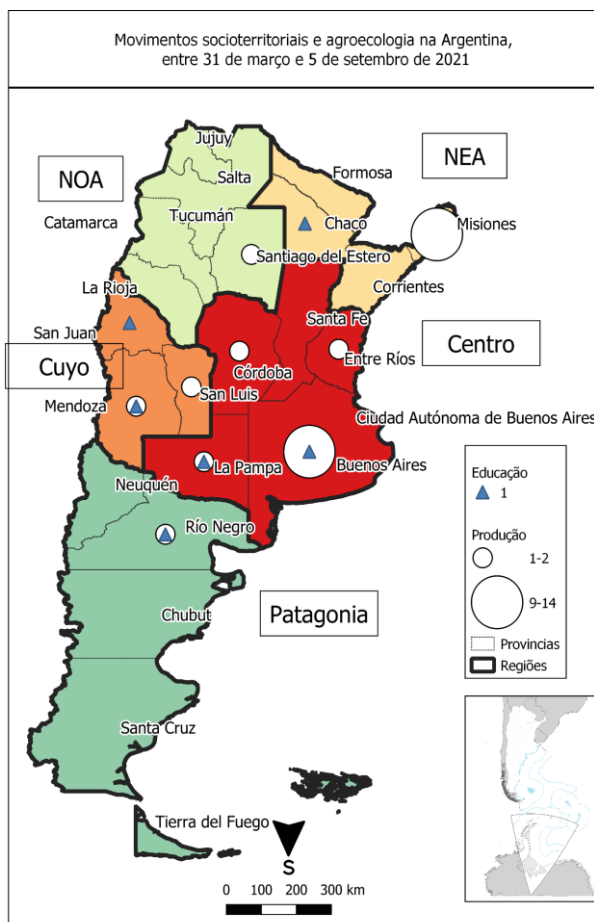 Movimentos socioterritoriais e agroecologia na Argentina,
entre 31 de março e 5 de setembro de 2021
Jujuy
NOA
Salta
Formosa
NEA
Catamarca
Tucumán
Chaco
Misiones
Santiago del Estero
La Rioja
Corrientes
San Juan
Santa Fe
Centro
Cuyo
Córdoba
Entre Ríos
San Luis
Mendoza
Ciudad Autónoma de Buenos Aires
La Pampa
Buenos Aires
Neuquén
Río Negro
Chubut
Patagonia
Santa Cruz
Tierra del Fuego
Educação
1
Produção
1-2
9-14
Provincias
Regiões
S
0 100 200 300 km